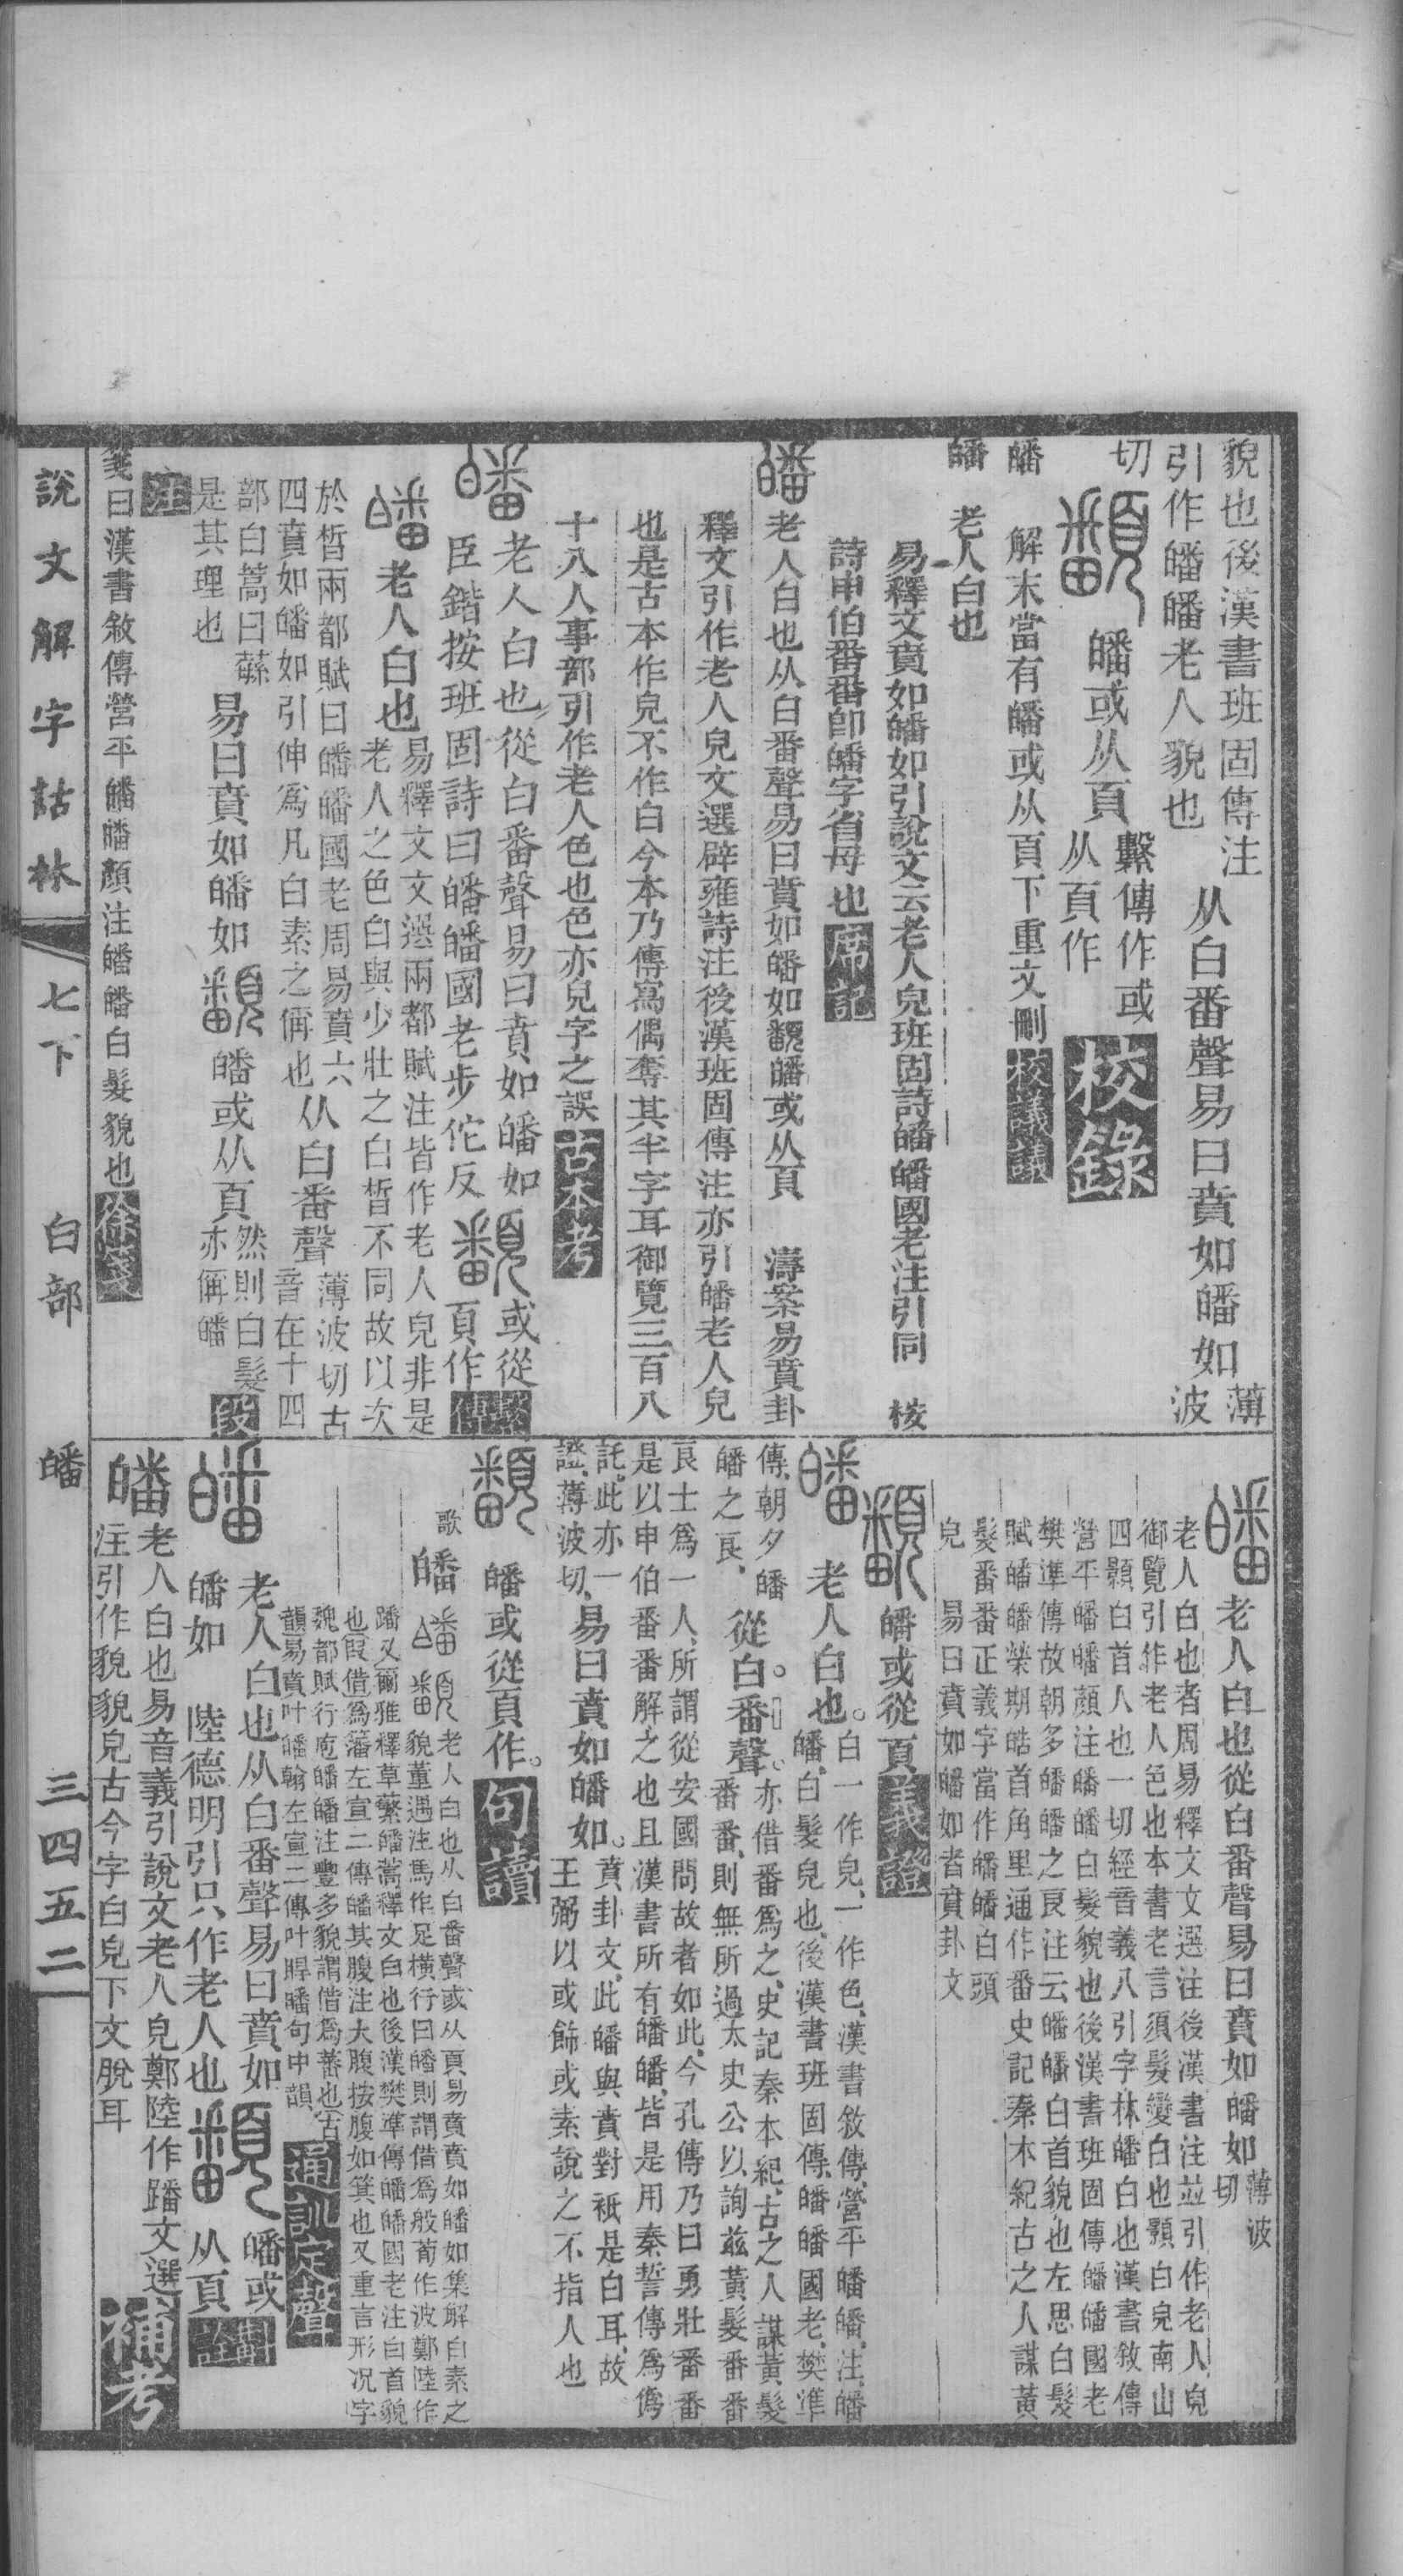 貌也後漢書班固傳注
引作皤皤老人貌也
从白番聲易曰賁如皤如
薄波
切
皤或从頁
繫傳作或
从頁作
校錄
皤
解末當有皤或从頁下重文刪
校議議
皤
老人白也
易釋文賁如皤如引說文云老人皃班固詩皤皤國老注引同
桉
詩申伯番番卽皤字省毋也
席記
老人白也从白番聲易曰賁如皤如
皤或从頁
濤案易賁卦
釋文引作老人皃文選辟雍詩注後漢班固傳注亦引皤老人皃
也是古本作皃不作白今本乃傳寫偶奪其半字耳御覽三百八
十八人事部引作老人色也色亦皃字之誤
古本考
老人白也從白番聲易曰賁如皤如
或從
頁作
繫傳
臣鍇按班固詩曰皤皤國老步佗反
老人白也
易釋文文選兩都賦注皆作老人皃非是
老人之色白與少壯之白皙不同故以次
於皙兩都賦曰皤皤國老周易賁六
四賁如皤如引伸爲凡白素之偁也
从白番聲
薄波切古
音在十四
部白蒿曰蘇
是其理也
易曰賁如皤如
皤或从頁
然則白髮
亦偁皤
段
注
箋曰漢書敘傳營平皤皤顏注皤皤白髮貌也
徐箋
老人白也從白番聲易曰賁如皤如
薄波
切
老人白也者周易釋文文選注後漢書注並引作老人皃
御覽引作老人色也本書老言須髮變白也顥白皃南山
四顥白首人也一切經音義八引字林皤白也漢書敘傳
營平皤皤顏注皤皤白髮貌也後漢書班固傳皤皤國老
樊準傳故朝多皤皤之良注云皤皤白首貌也左思白髮
賦皤皤榮期皓首角里通作番史記秦本紀古之人謀黃
髮番番正義字當作皤皤白頭
皃
易曰賁如皤如者賁卦文
皤或從頁
義證
老人白也。
白一作皃、一作色、漢書敘傳、營平皤皤、注、皤
皤、白髮皃也、後漢書班固傳、皤皤國老、樊準
傳、朝夕皤
皤之良、
從白。番聲。
亦借番爲之、史記秦本紀、古之人謀黃髮
番番、則無所過太史公以詢茲黃髮番番
良士爲一人、所謂從安國問故者如此、今孔傳乃曰勇壯番番
是以申伯番番解之也且漢書所有皤皤、皆是用秦誓傳爲僞
託。此亦一
證、薄波切、
易曰賁如皤如。
賁卦文、此皤與賁對祇是白耳、故
王弼以或飾或素說之不指人也
皤或從頁作。
句讀
歌
皤
老人白也从白番聲或从頁易賁賁如皤如集解白素之
貌董遇注馬作足橫行曰皤則謂借爲般荀作波鄭陸作
蹯又爾雅釋草蘩皤蒿釋文白也後漢樊準傳皤皤國老注白首貌
也假借爲藩左宣二傳皤其腹注大腹按腹如箕也又重言形況字
魏都賦行庖皤皤注豐多貌謂借爲蕃也古
韻易賁叶皤翰左宣二傳叶睅皤句中韻
通訓定聲
老人白也从白番聲易曰賁如
皤如
陸德明引只作老人也
皤或
从頁
斠詮
皤
老人白也易音義引說文老人皃鄭陸作蹯文選
注引作貌貌皃古今字白皃下文脫耳
補考
說文解字詁林
七下
白部
皤
三四五二